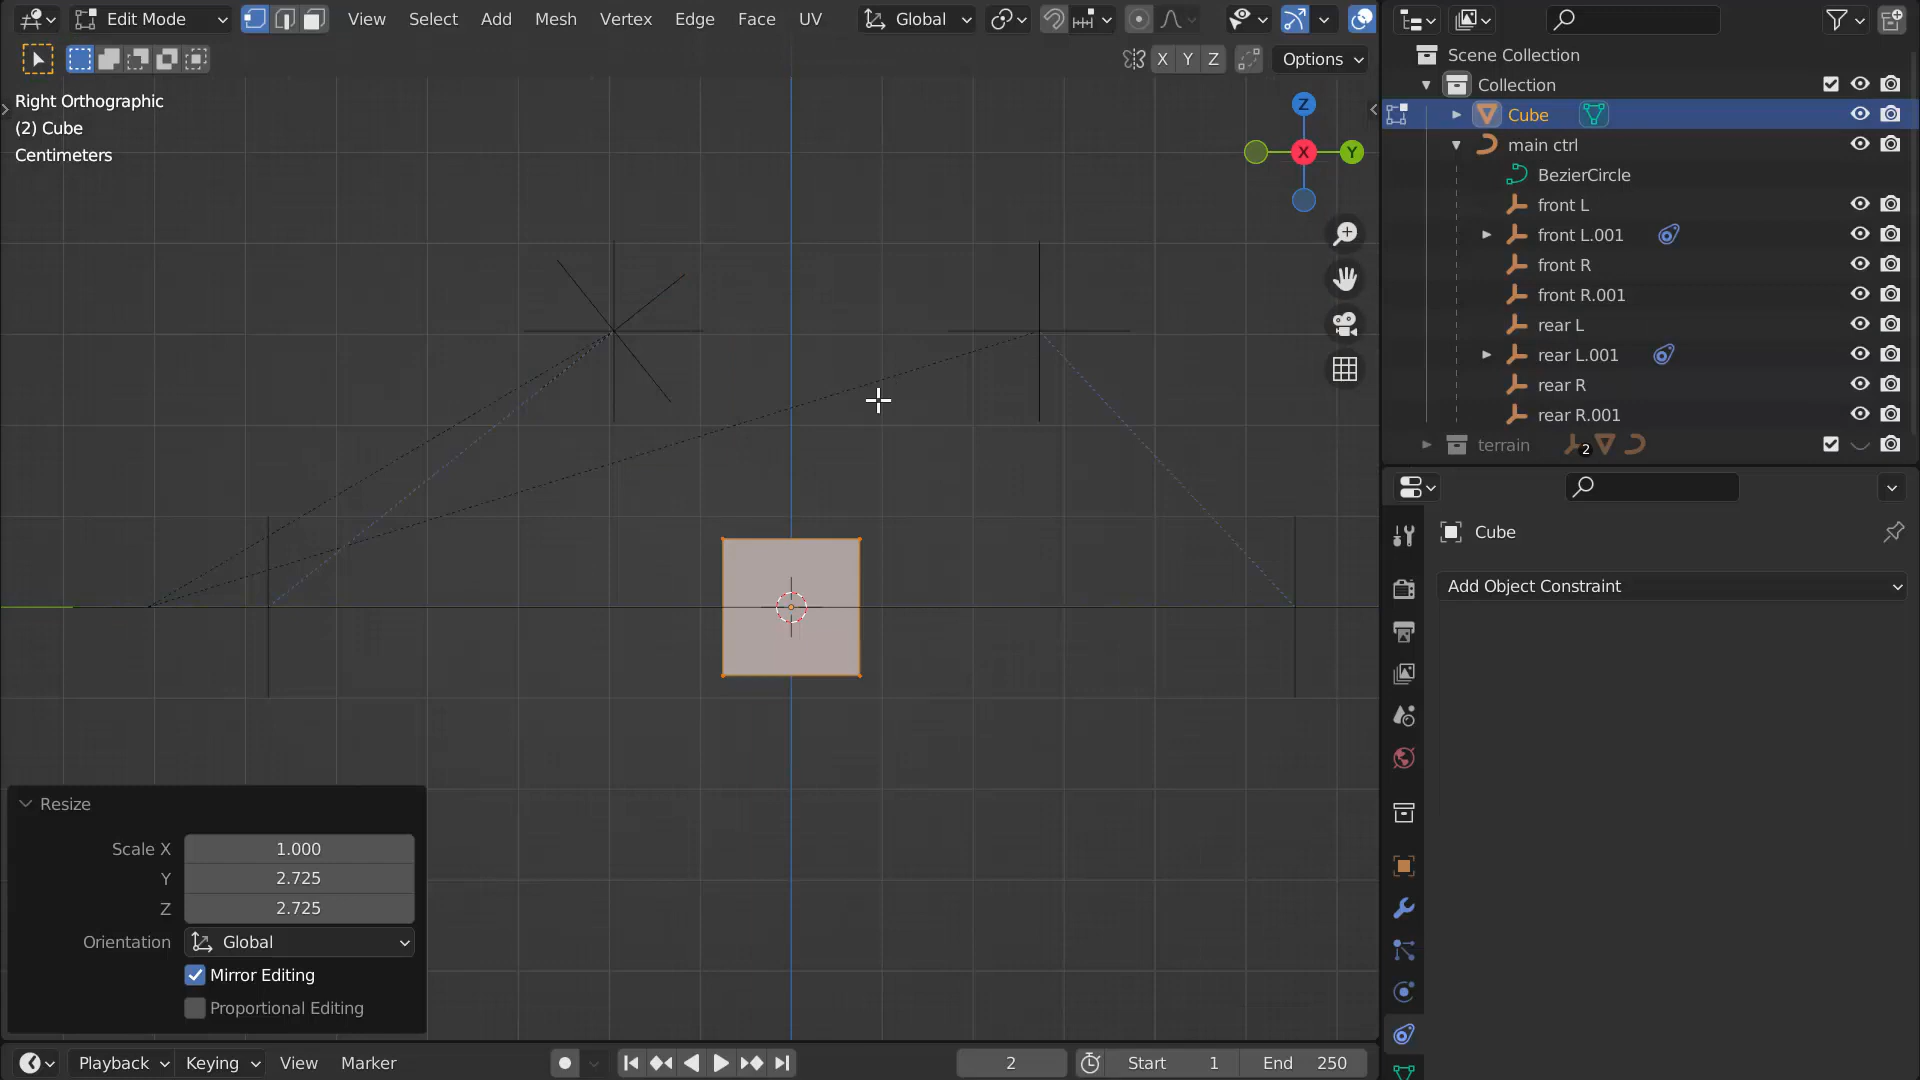 Edit Mode View Select Add Mesh Vertex Edge Face UV Global
X Y Z Options
Right Orthographic
(2) Cube
Centimeters
Z
X
Y
Resize
Scale X 1.000
Y 2.725
Z 2.725
Orientation Global
Mirror Editing
Proportional Editing
Playback Keying View Marker 2 Start 1 End 250
Scene Collection
Collection
Cube
main ctrl
BezierCircle
front L
front L.001
front R
front R.001
rear L
rear L.001
rear R
rear R.001
terrain 2
Cube
Add Object Constraint